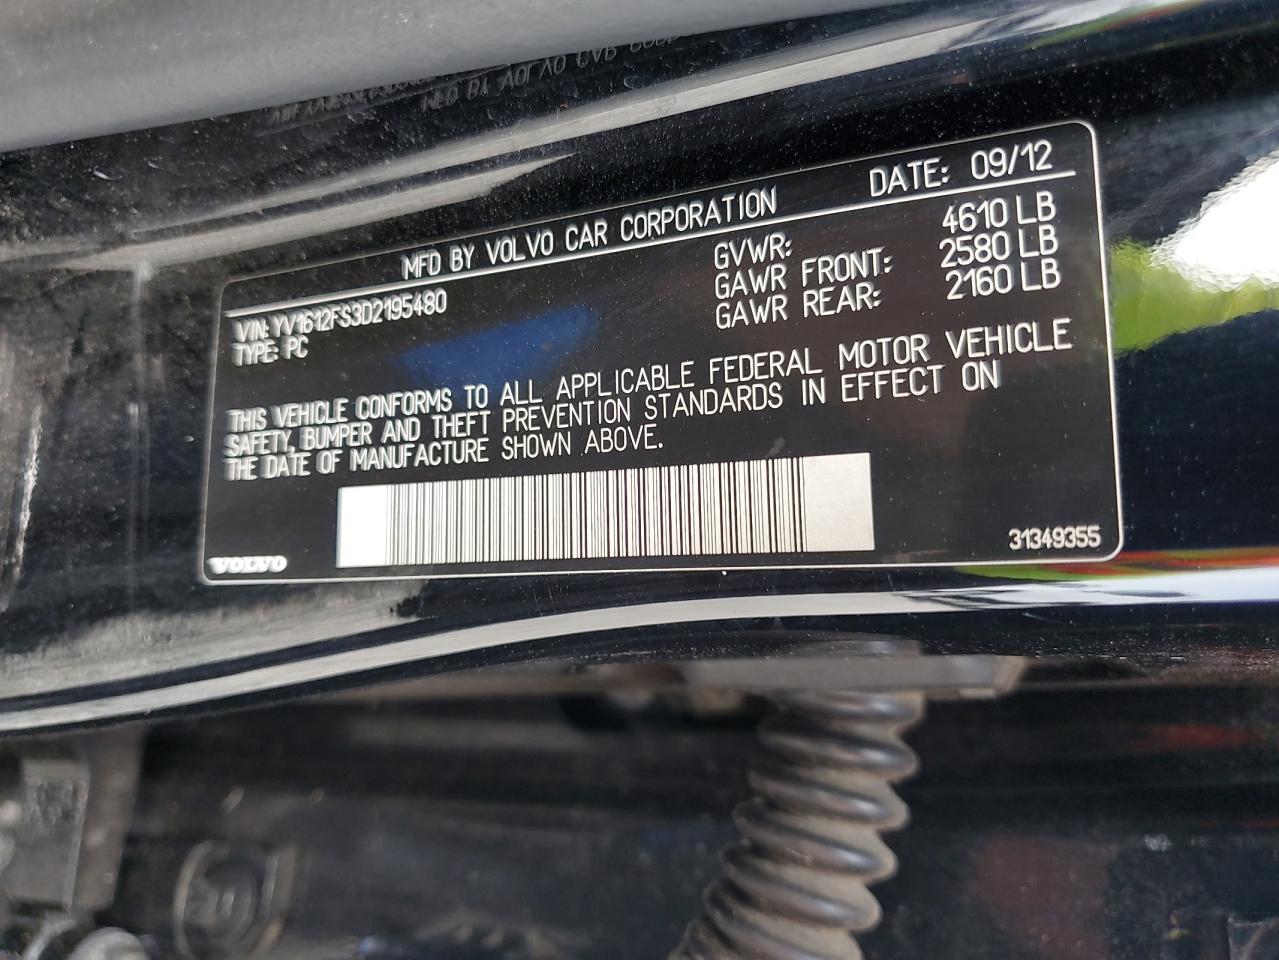 MFD BY VOLVO CAR CORPORATION DATE: 09/12
VIN: YV1612FS3D2195480 GVWR: 4610 LB
TYPE: PC GAWR FRONT: 2580 LB
GAWR REAR: 2160 LB
THIS VEHICLE CONFORMS TO ALL APPLICABLE FEDERAL MOTOR VEHICLE
SAFETY, BUMPER AND THEFT PREVENTION STANDARDS IN EFFECT ON
THE DATE OF MANUFACTURE SHOWN ABOVE.
VOLVO 31349355